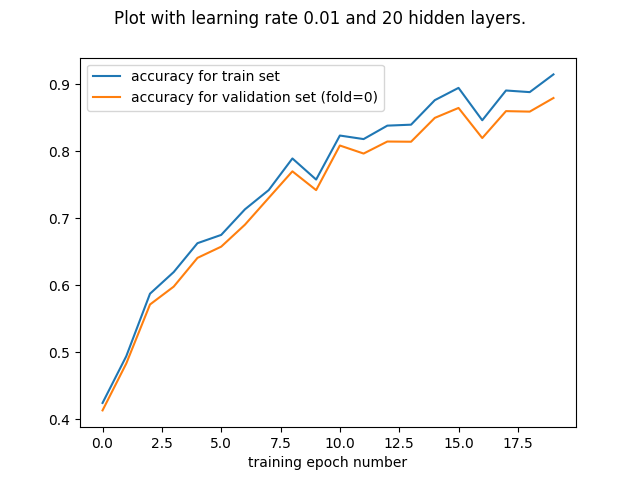 Plot with learning rate 0.01 and 20 hidden layers.
accuracy for train set
accuracy for validation set (fold=0)
0.9
0.8
0.7
0.6
0.5
0.4
0.0 2.5 5.0 7.5 10.0 12.5 15.0 17.5
training epoch number